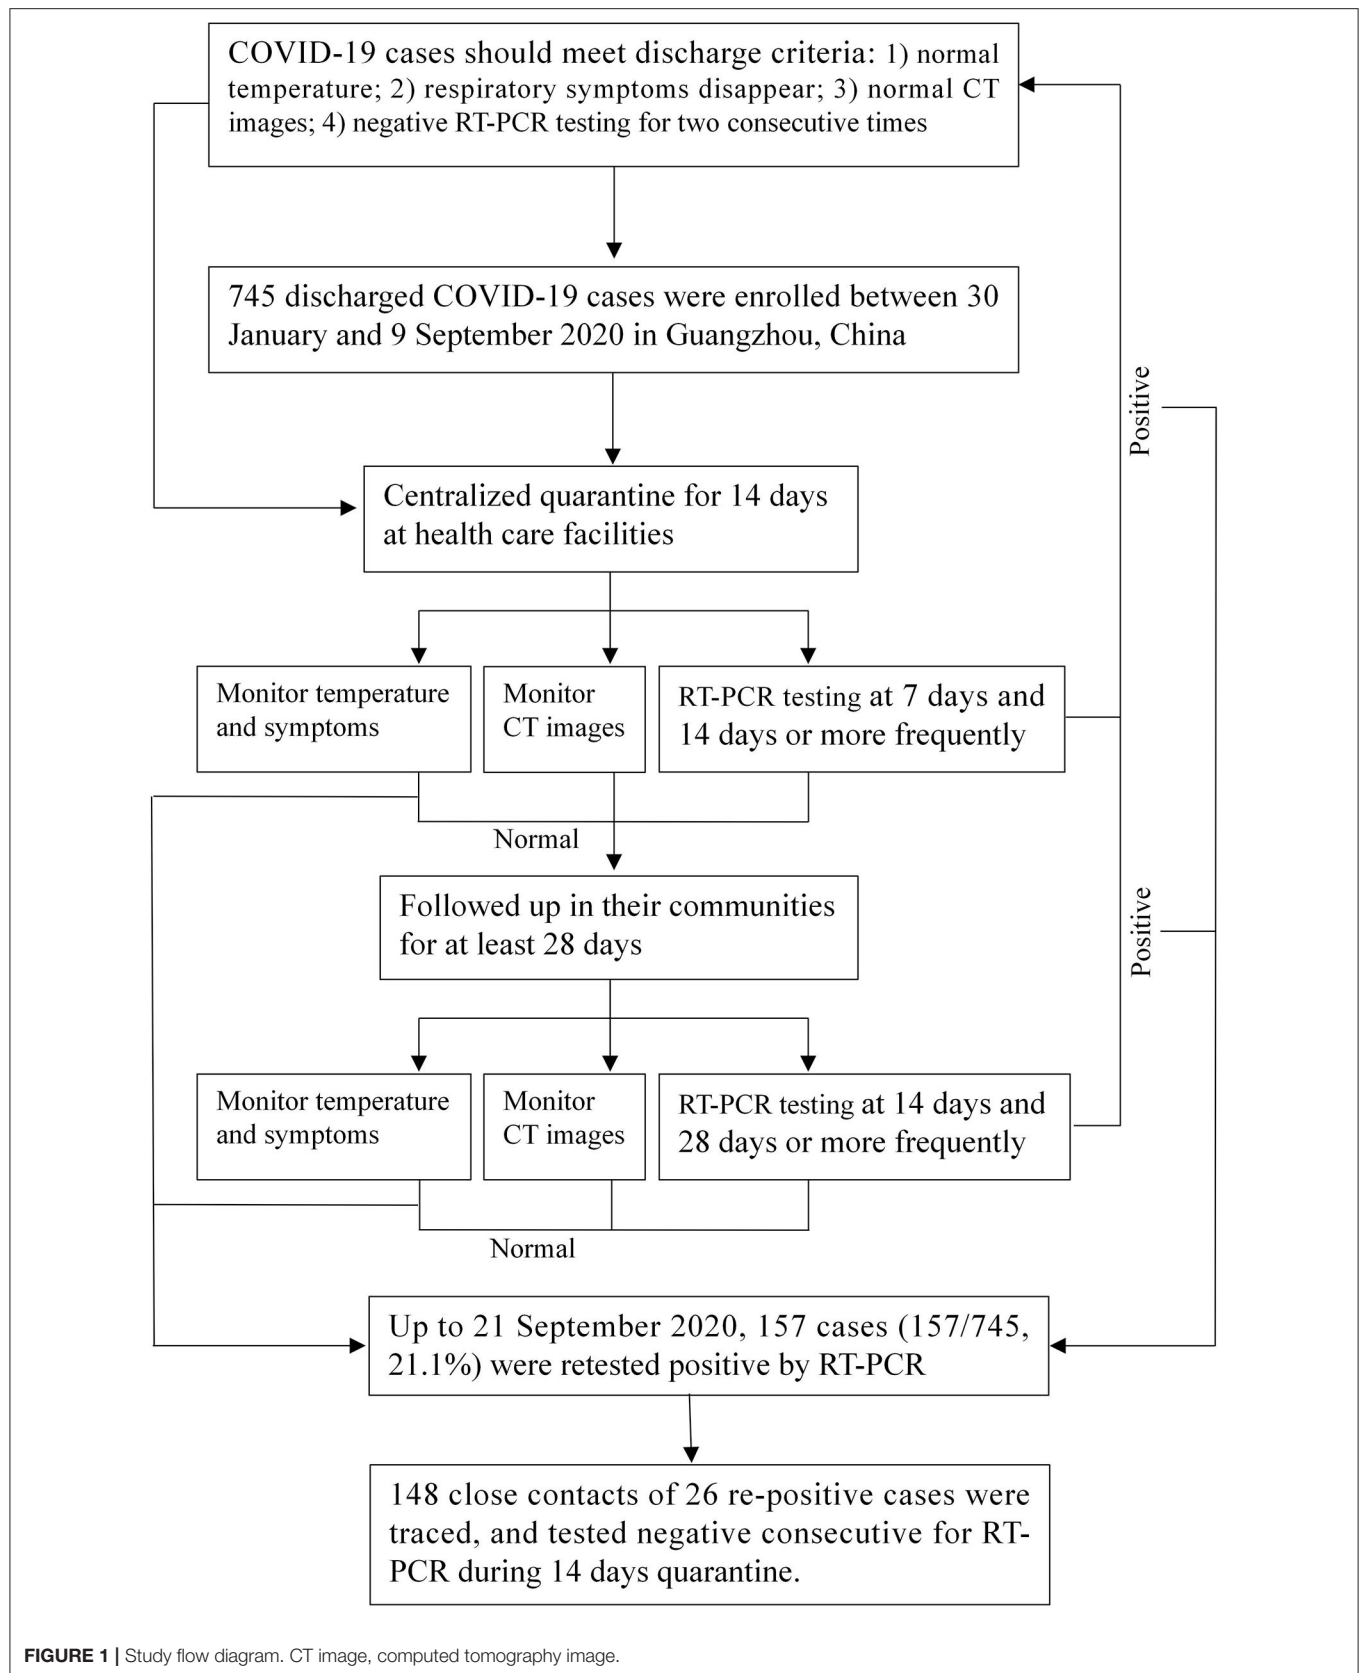 COVID-19 cases should meet discharge criteria: 1) normal
temperature; 2) respiratory symptoms disappear; 3) normal CT
images; 4) negative RT-PCR testing for two consecutive times
745 discharged COVID-19 cases were enrolled between 30
January and 9 September 2020 in Guangzhou, China
Positive
Centralized quarantine for 14 days
at health care facilities
Monitor temperature
and symptoms
Monitor
CT images
RT-PCR testing at 7 days and
14 days or more frequently
Normal
Followed up in their communities
for at least 28 days
Positive
Monitor temperature
and symptoms
Monitor
CT images
RT-PCR testing at 14 days and
28 days or more frequently
Normal
Up to 21 September 2020, 157 cases (157/745,
21.1%) were retested positive by RT-PCR
148 close contacts of 26 re-positive cases were
traced, and tested negative consecutive for RT-
PCR during 14 days quarantine.
FIGURE 1 | Study flow diagram. CT image, computed tomography image.